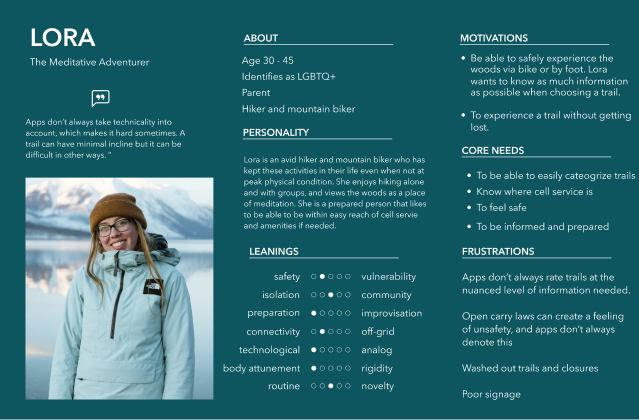 LORA
The Meditative Adventurer
Apps don't always take technicality into
account, which makes it hard sometimes. A
trail can have minimal incline but it can be
difficult in other ways. "
THE NORTH FACE
ABOUT
Age 30 - 45
Identifies as LGBTQ+
Parent
Hiker and mountain biker
PERSONALITY
Lora is an avid hiker and mountain biker who has
kept these activities in their life even when not at
peak physical condition. She enjoys hiking alone
and with groups, and views the woods as a place
of meditation. She is a prepared person that likes
to be able to be within easy reach of cell servie
and amenities if needed.
LEANINGS
safety vulnerability
isolation community
preparation improvisation
connectivity off-grid
technological analog
body attunement rigidity
routine novelty
MOTIVATIONS
• Be able to safely experience the
woods via bike or by foot. Lora
wants to know as much information
as possible when choosing a trail.
• To experience a trail without getting
lost.
CORE NEEDS
• To be able to easily cateogrize trails
• Know where cell service is
• To feel safe
• To be informed and prepared
FRUSTRATIONS
Apps don't always rate trails at the
nuanced level of information needed.
Open carry laws can create a feeling
of unsafety, and apps don't always
denote this
Washed out trails and closures
Poor signage